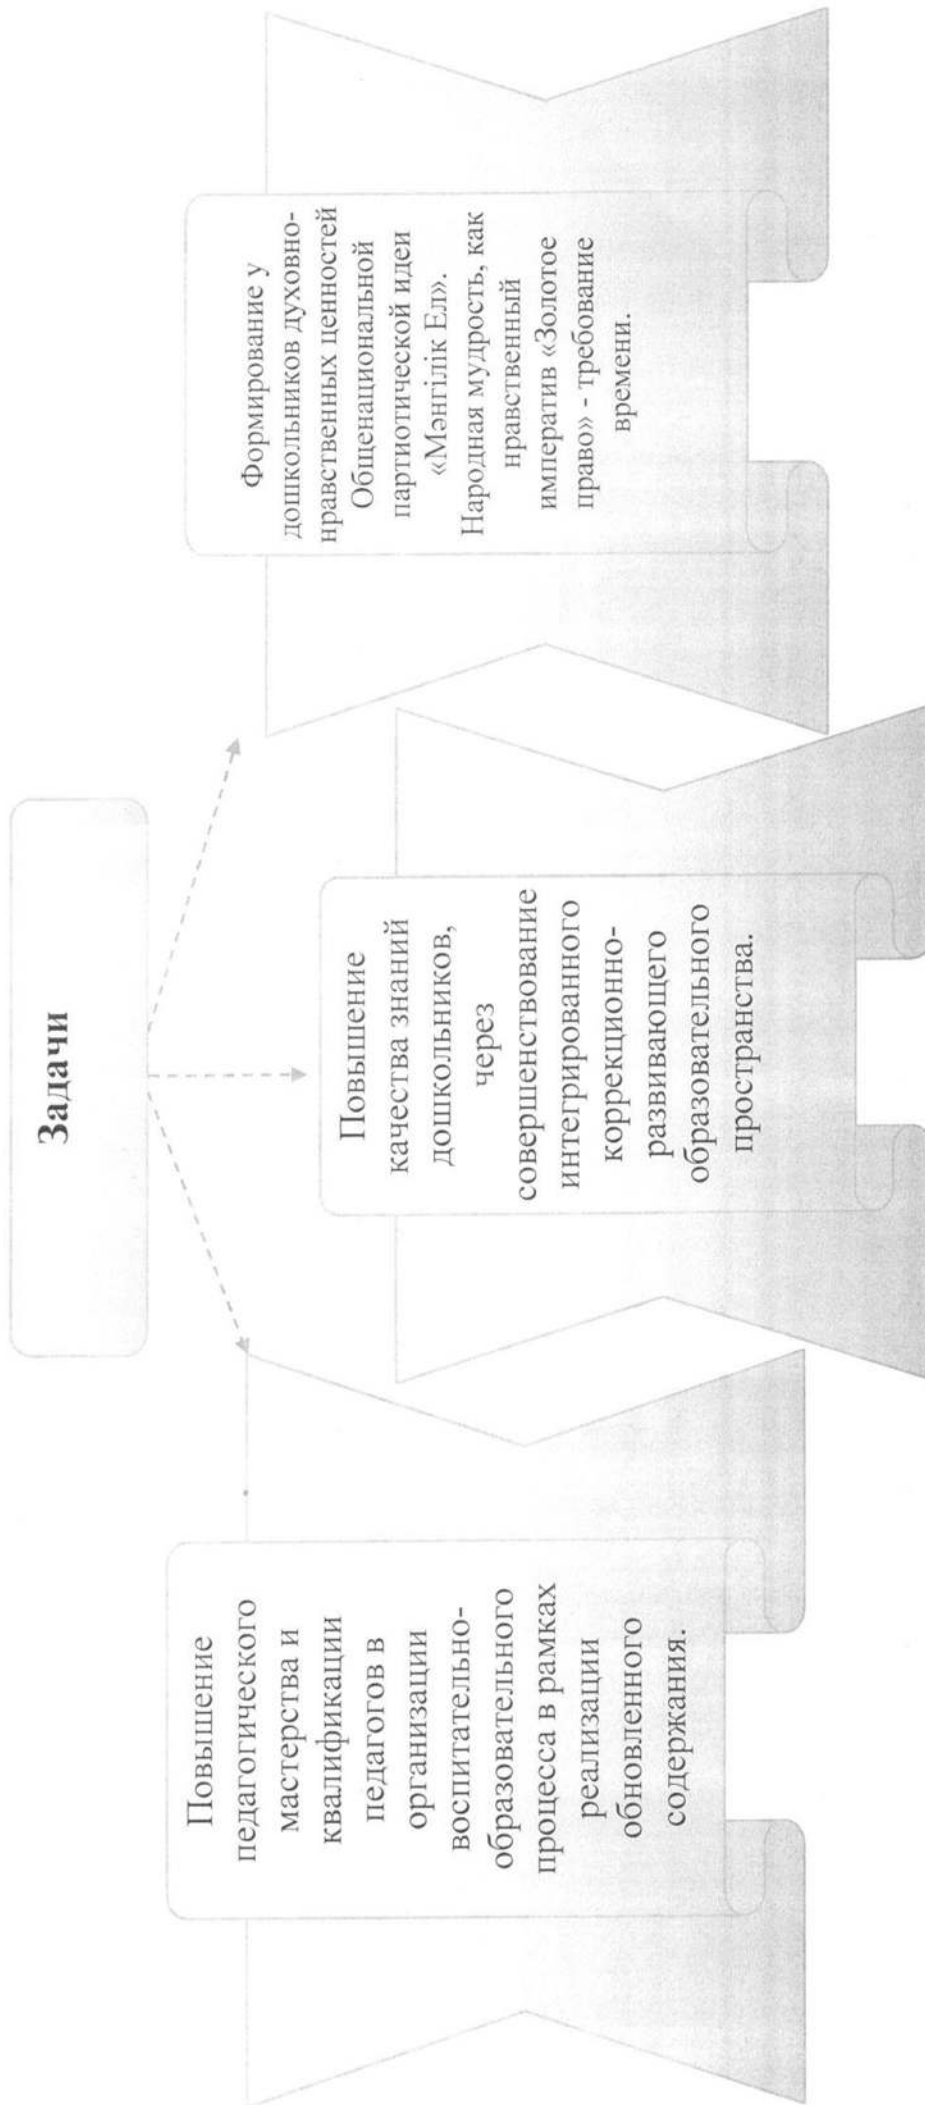 Задачи
Повышение
педагогического
мастерства и
квалификации
педагогов в
организации
воспитательно-
образовательного
процесса в рамках
реализации
обновленного
содержания.
Повышение
качества знаний
дошкольников,
через
совершенствование
интегрированного
коррекционно-
развивающего
образовательного
пространства.
Формирование у
дошкольников духовно-
нравственных ценностей
Общенациональной
партиотической идеи
«Мәнгілік Ел».
Народная мудрость, как
нравственный
императив «Золотое
право» - требование
времени.